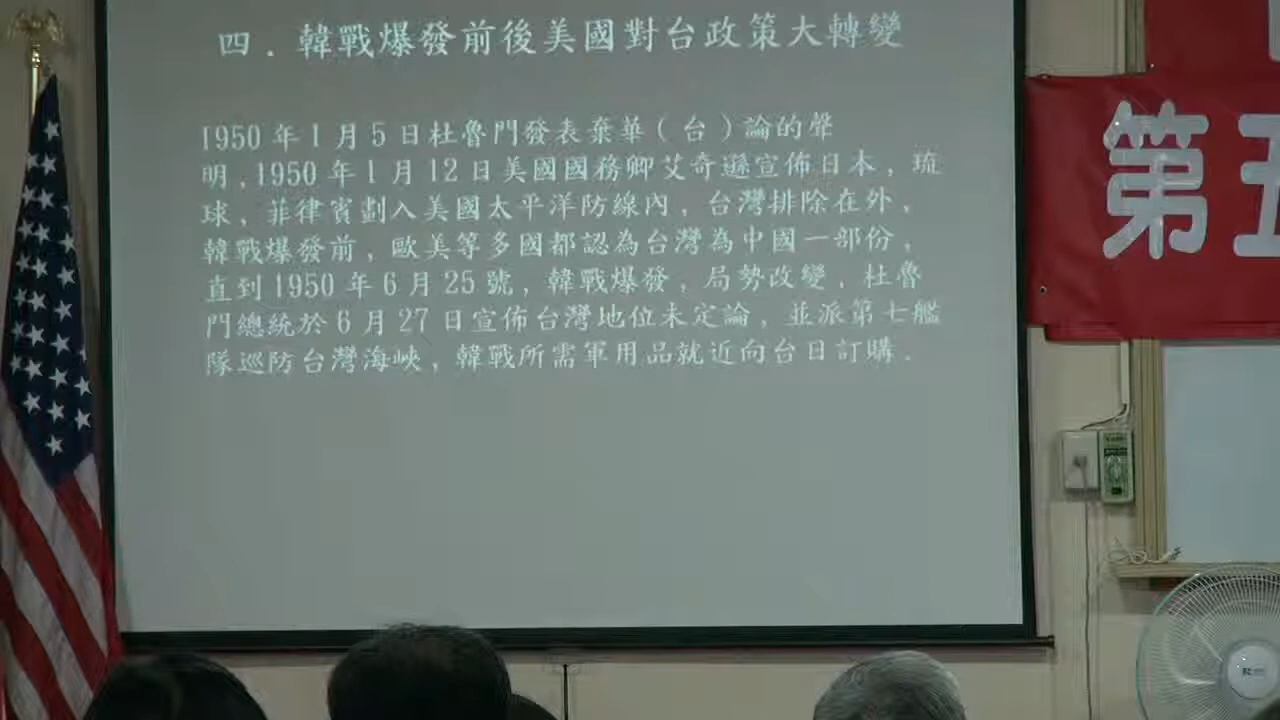 四．韓戰爆發前後美國對台政策大轉變
1950 年 1 月 5 日杜魯門發表棄華（台）論的聲
明，1950 年 1 月 12 日美國國務卿艾奇遜宣佈日本，琉
球，菲律賓劃入美國太平洋防線內，台灣排除在外，
韓戰爆發前，歐美等多國都認為台灣為中國一部份，
直到 1950 年 6 月 25 號，韓戰爆發，局勢改變，杜魯
門總統於 6 月 27 日宣佈台灣地位未定論，並派第七艦
隊巡防台灣海峽，韓戰所需軍用品就近向台日訂購．
第五